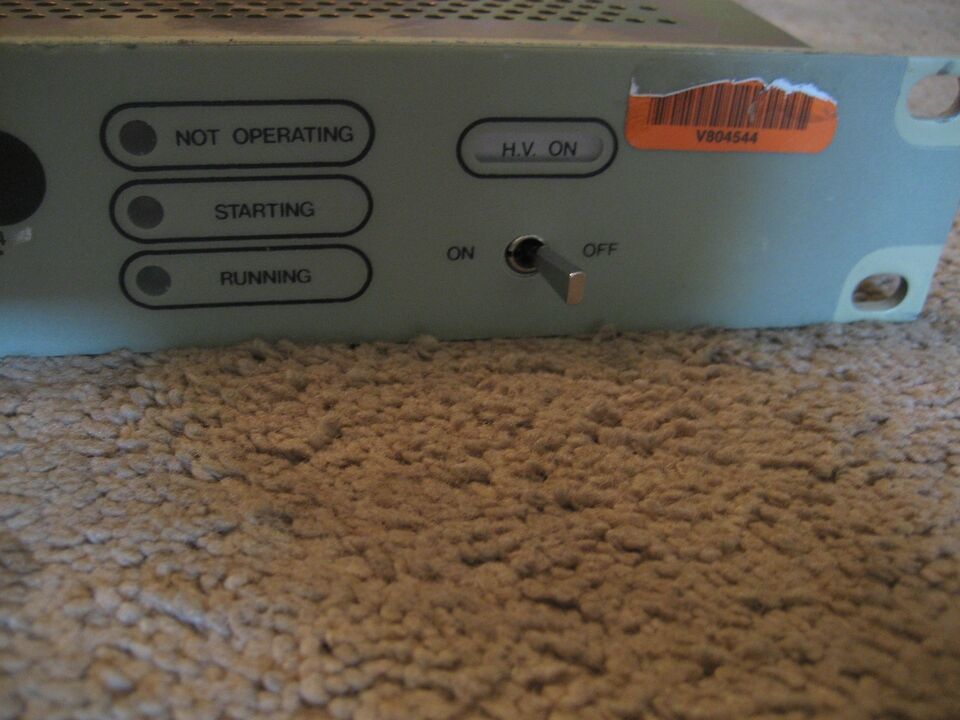 NOT OPERATING
STARTING
RUNNING
H.V. ON
ON
OFF
V804544